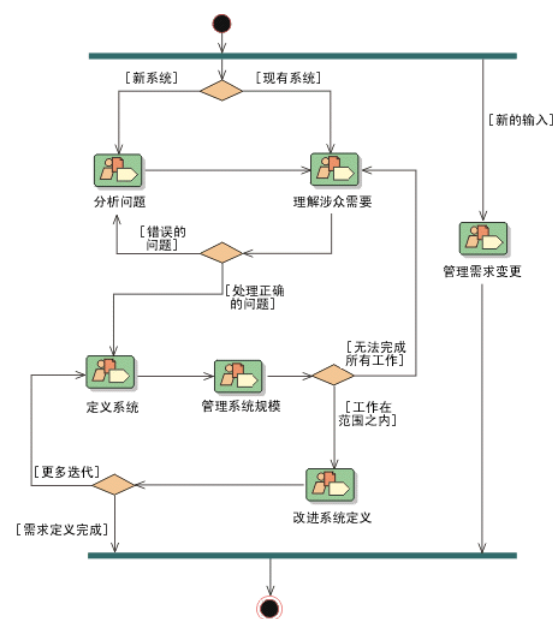 [新系统]
[现有系统]
[新的输入]
分析问题
理解涉众需要
[错误的
问题]
管理需求变更
[处理正确
的问题]
[无法完成
所有工作]
定义系统
管理系统规模
[工作在
范围之内]
[更多迭代]
改进系统定义
[需求定义完成]